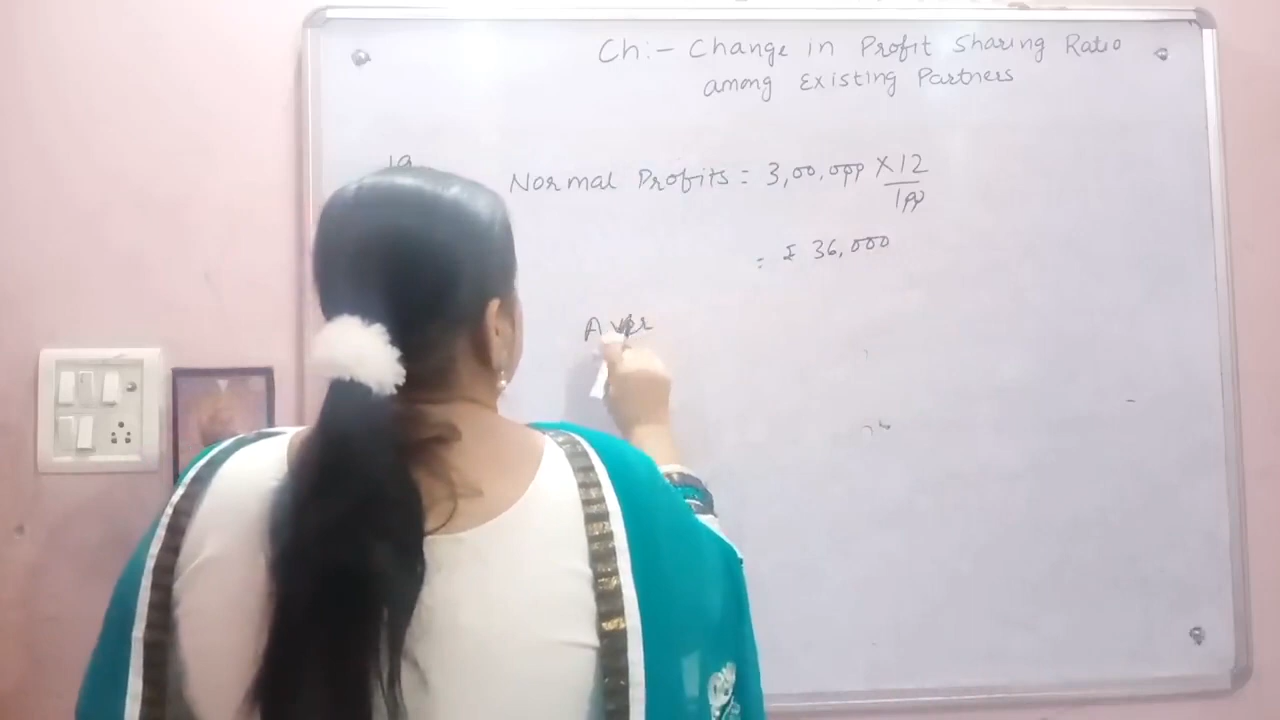 Ch:- Change in Profit Sharing Ratio
among Existing Partners
19
Normal Profits = 3,00,000 × 12
100
= ₹ 36,000
Aver